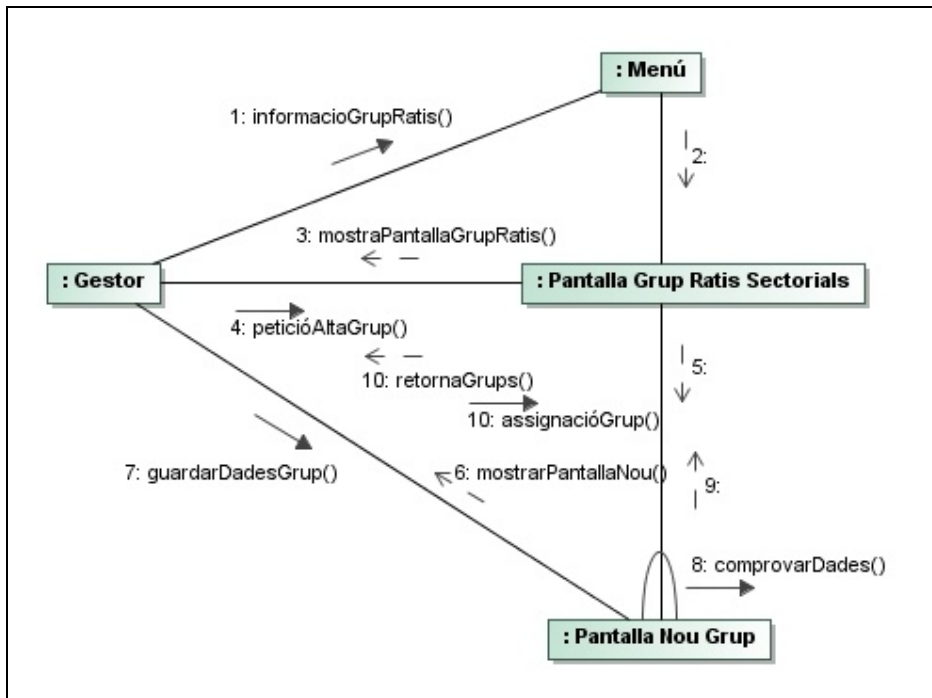 : Menú
1: informacioGrupRatis()
2:
3: mostraPantallaGrupRatis()
: Gestor
: Pantalla Grup Ratis Sectorials
4: peticióAltaGrup()
5:
10: retornaGrups()
10: assignacióGrup()
7: guardarDadesGrup()
6: mostrarPantallaNou()
9:
8: comprovarDades()
: Pantalla Nou Grup